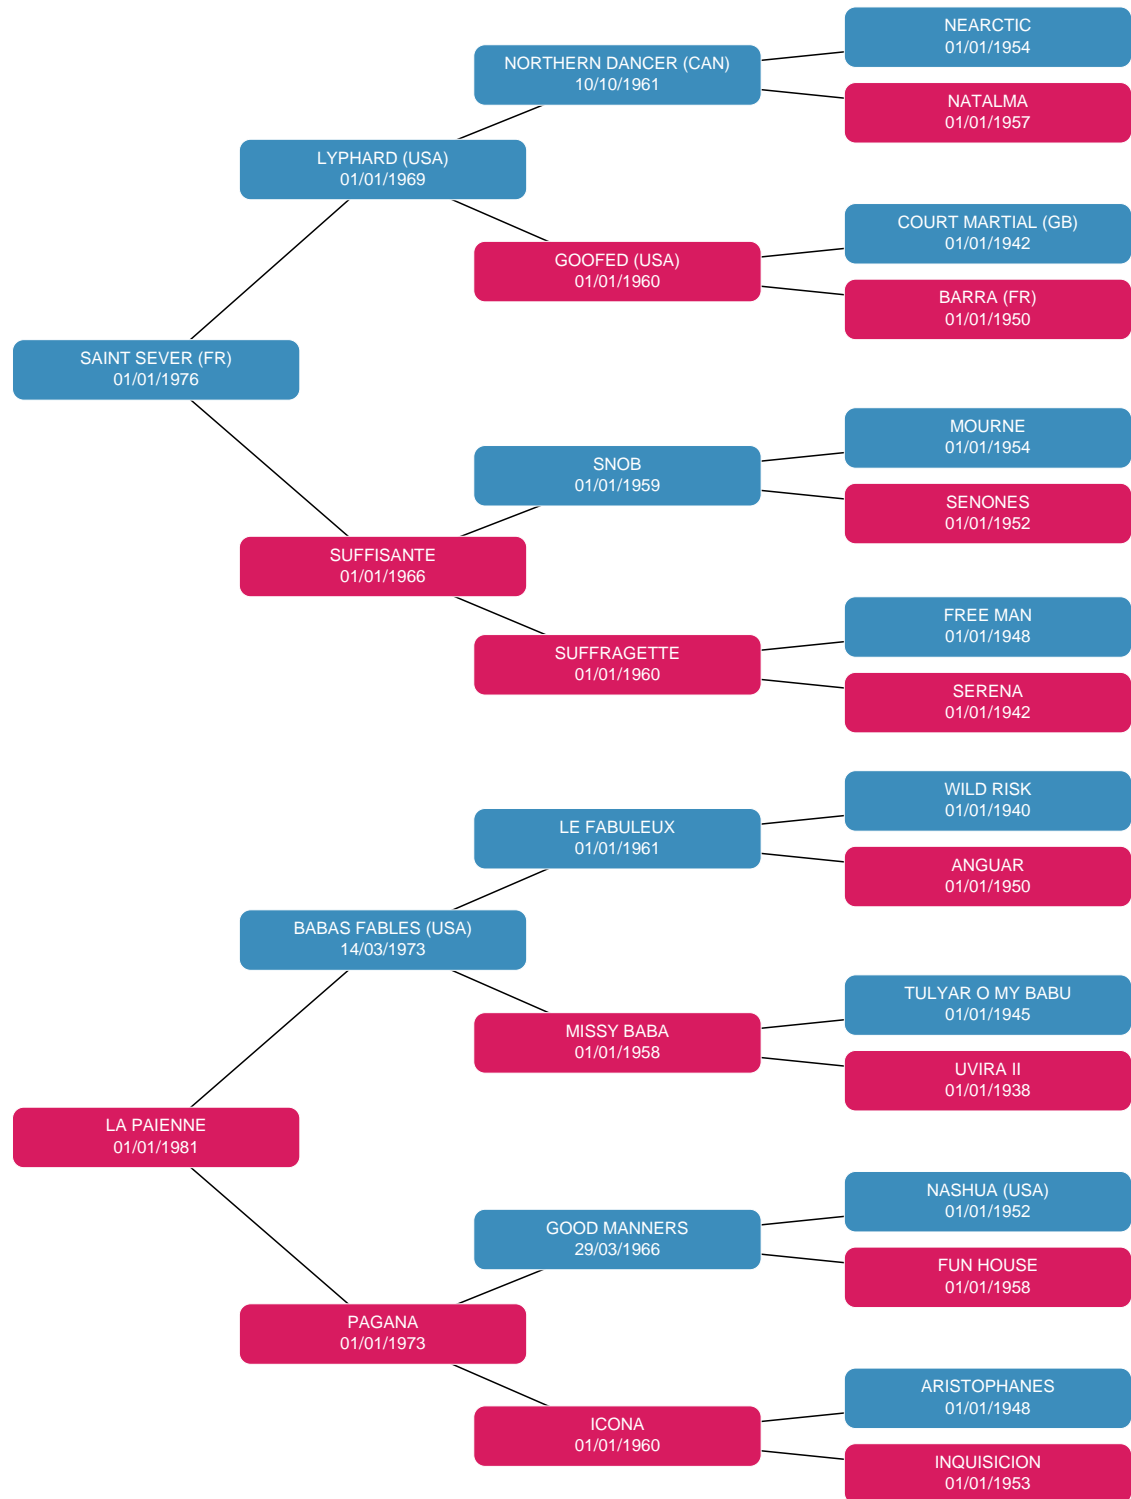 NEARCTIC
01/01/1954
NORTHERN DANCER (CAN)
10/10/1961
NATALMA
01/01/1957
LYPHARD (USA)
01/01/1969
COURT MARTIAL (GB)
01/01/1942
GOOFED (USA)
01/01/1960
BARRA (FR)
01/01/1950
SAINT SEVER (FR)
01/01/1976
MOURNE
01/01/1954
SNOB
01/01/1959
SENONES
01/01/1952
SUFFISANTE
01/01/1966
FREE MAN
01/01/1948
SUFFRAGETTE
01/01/1960
SERENA
01/01/1942
WILD RISK
01/01/1940
LE FABULEUX
01/01/1961
ANGUAR
01/01/1950
BABAS FABLES (USA)
14/03/1973
TULYAR O MY BABU
01/01/1945
MISSY BABA
01/01/1958
UVIRA II
01/01/1938
LA PAIENNE
01/01/1981
NASHUA (USA)
01/01/1952
GOOD MANNERS
29/03/1966
FUN HOUSE
01/01/1958
PAGANA
01/01/1973
ARISTOPHANES
01/01/1948
ICONA
01/01/1960
INQUISICION
01/01/1953